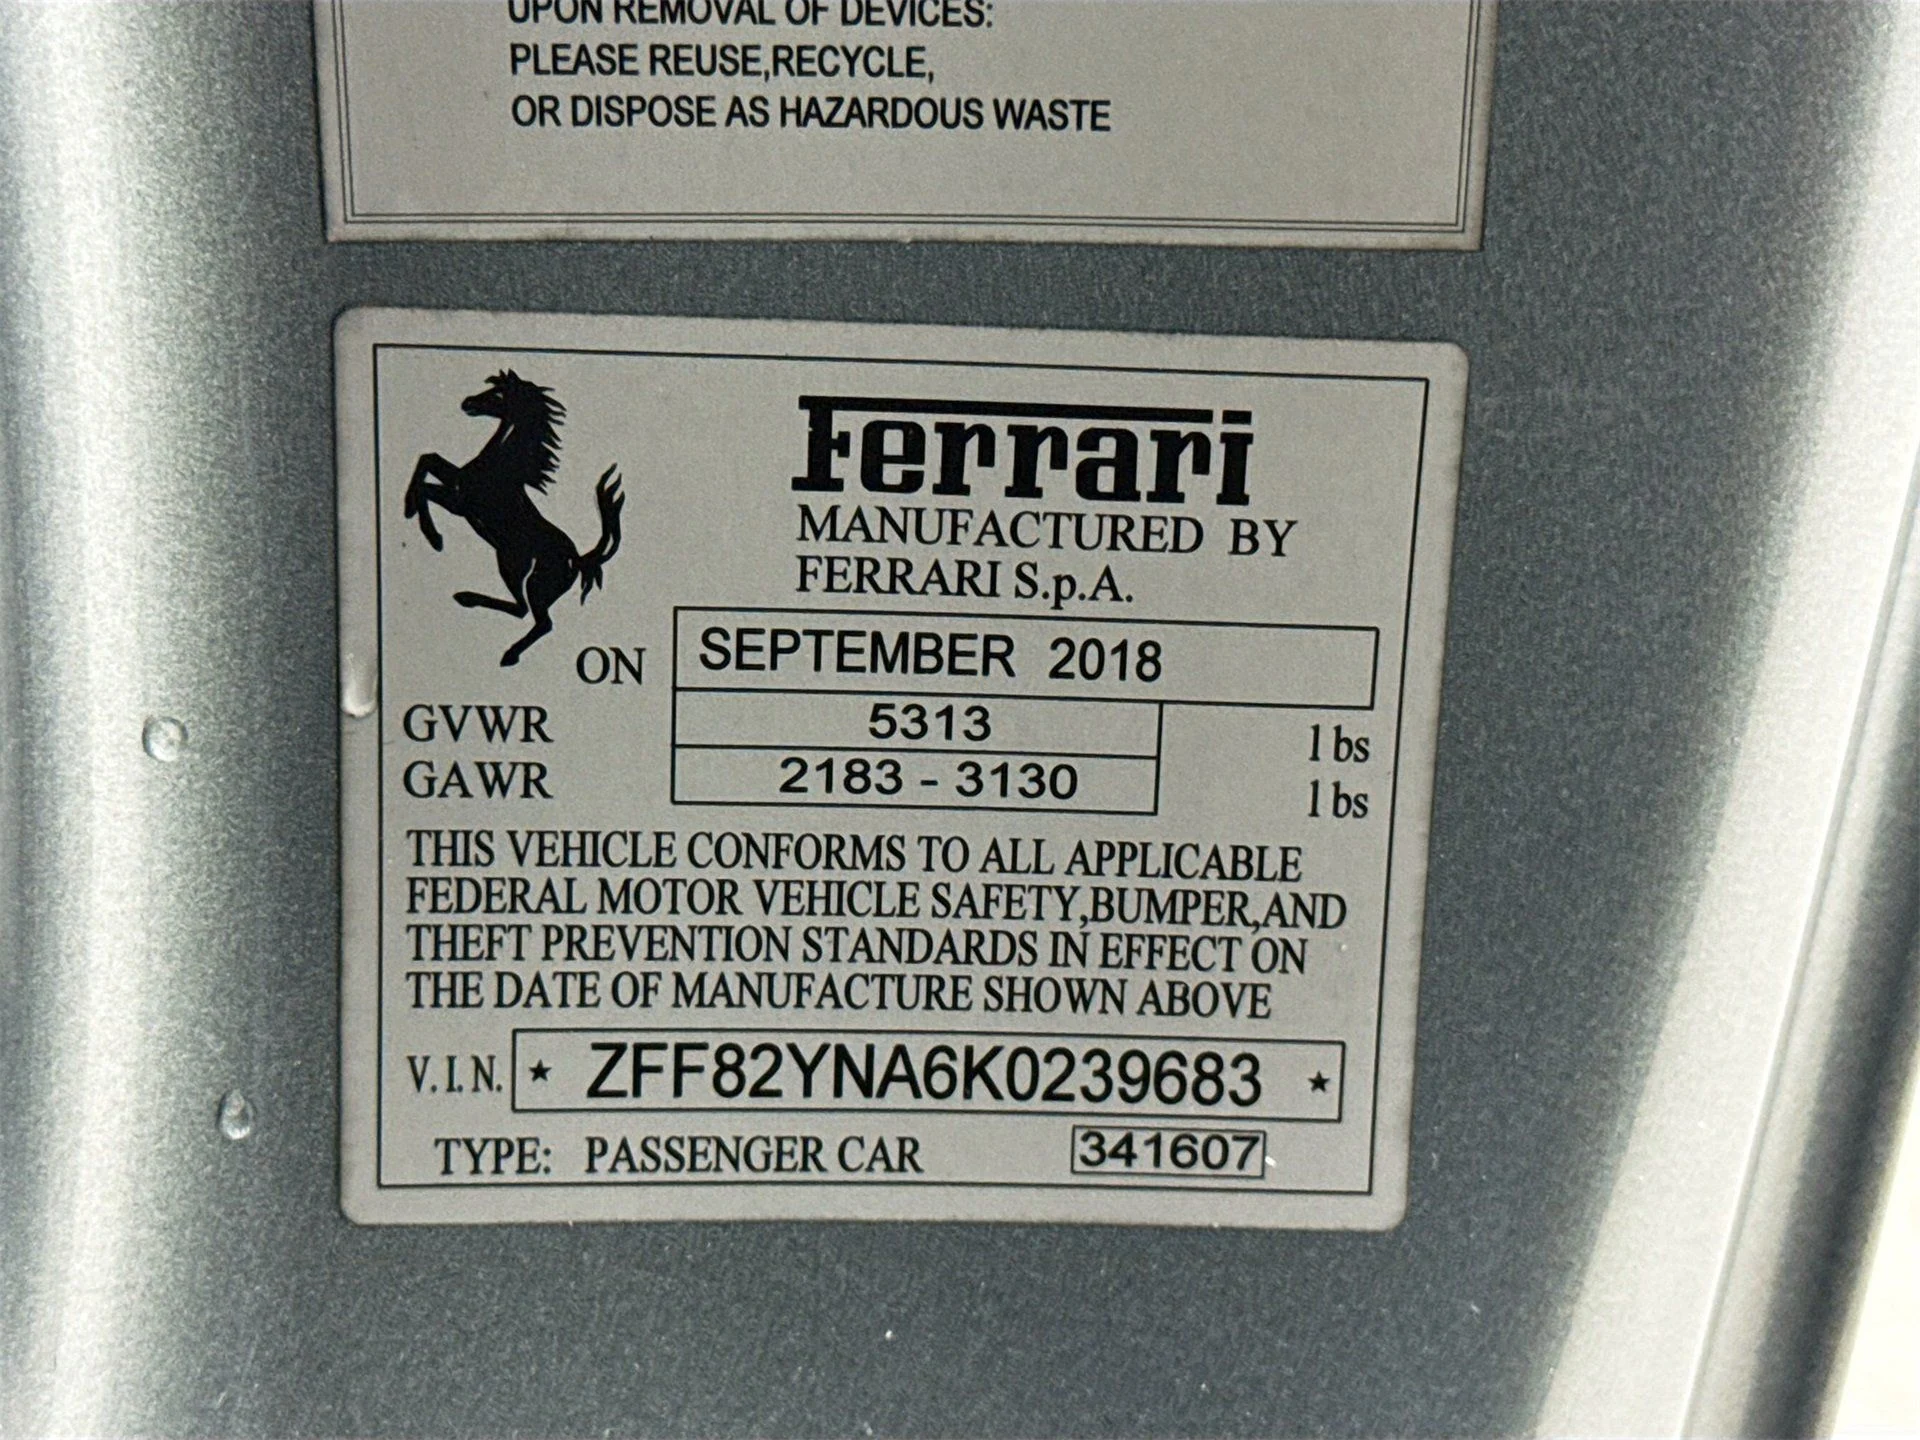 UPON REMOVAL OF DEVICES:
PLEASE REUSE,RECYCLE,
OR DISPOSE AS HAZARDOUS WASTE
Ferrari
MANUFACTURED BY
FERRARI S.p.A.
ON SEPTEMBER 2018
GVWR 5313 lbs
GAWR 2183 - 3130 lbs
THIS VEHICLE CONFORMS TO ALL APPLICABLE
FEDERAL MOTOR VEHICLE SAFETY,BUMPER,AND
THEFT PREVENTION STANDARDS IN EFFECT ON
THE DATE OF MANUFACTURE SHOWN ABOVE
V.I.N. ★ ZFF82YNA6K0239683 ★
TYPE: PASSENGER CAR 341607